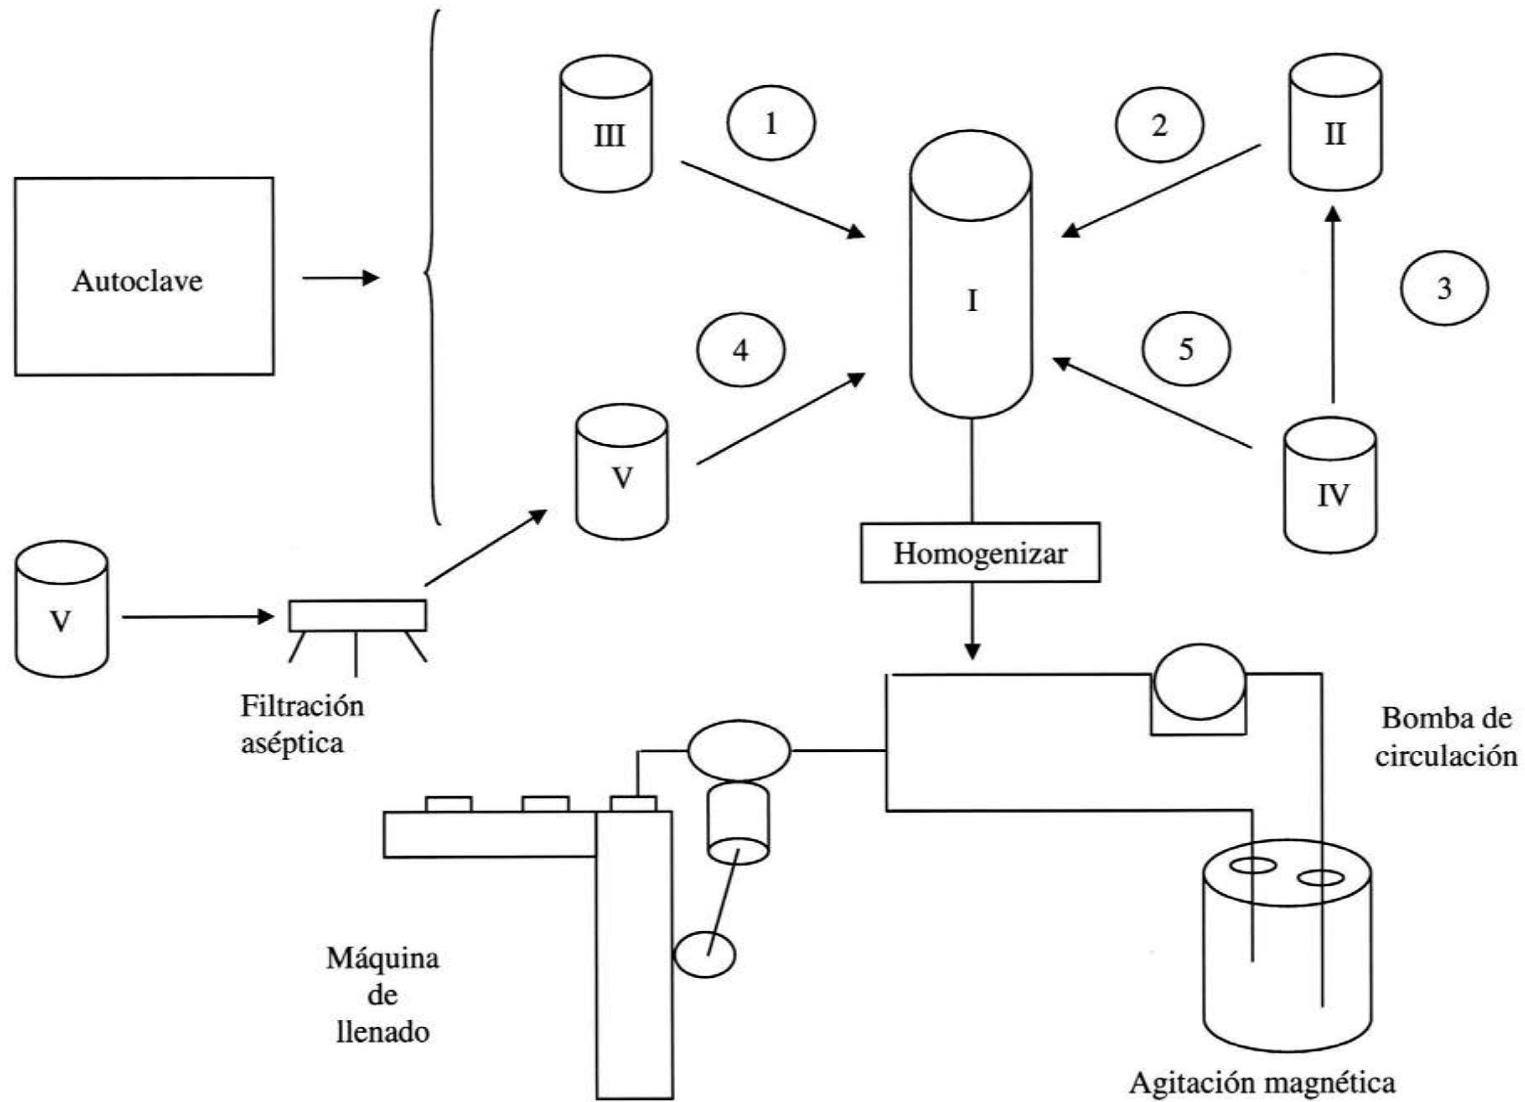 III
1
2
II
Autoclave
I
3
4
5
V
IV
Homogenizar
V
Filtración
aséptica
Bomba de
circulación
Máquina
de
llenado
Agitación magnética